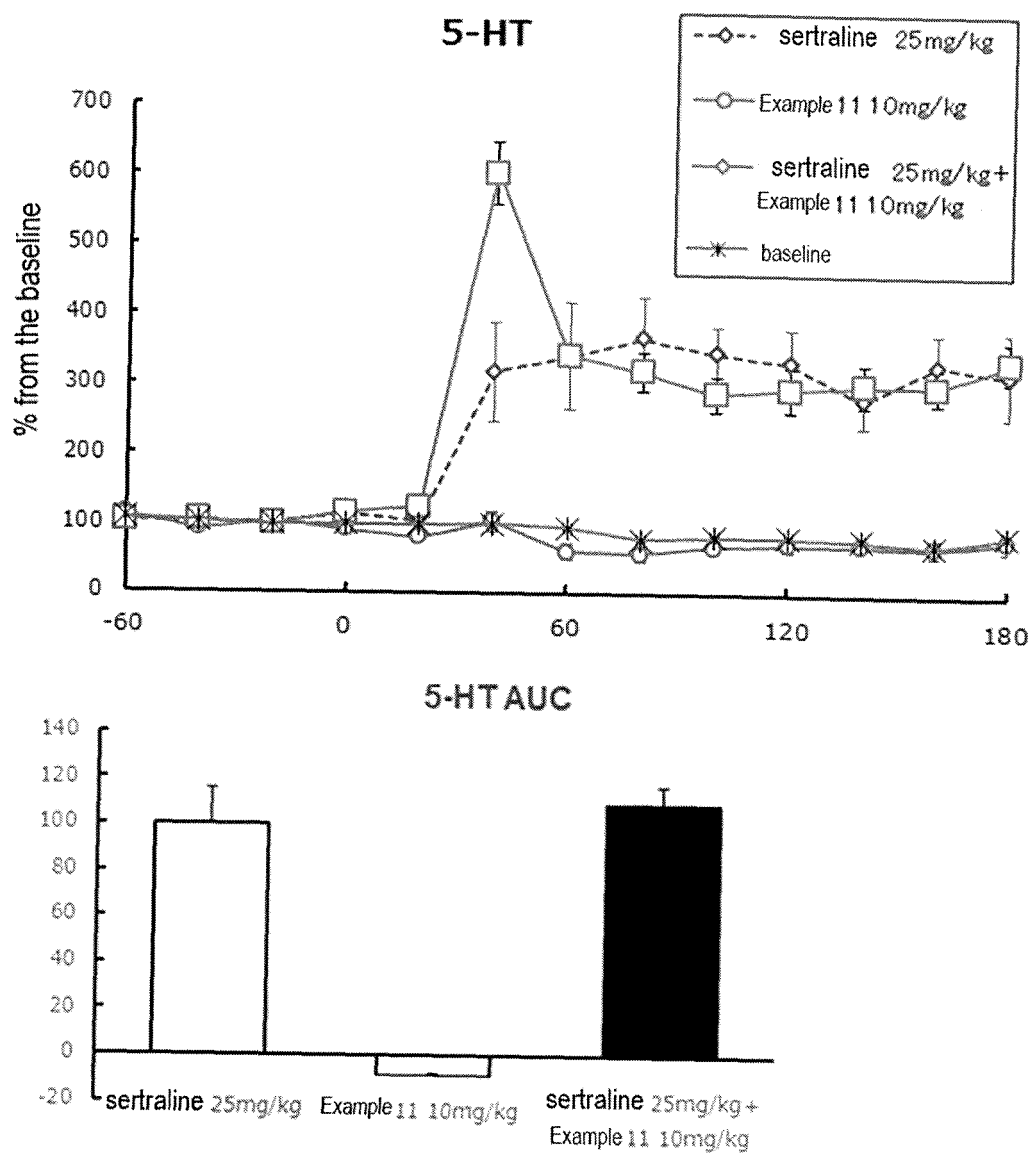 5-HT
sertraline 25mg/kg
Example 11 10mg/kg
sertraline 25mg/kg+
Example 11 10mg/kg
baseline
% from the baseline
700
600
500
400
300
200
100
0
-60 0 60 120 180
5-HT AUC
140
120
100
80
60
40
20
0
-20
sertraline 25mg/kg Example 11 10mg/kg sertraline 25mg/kg+
Example 11 10mg/kg